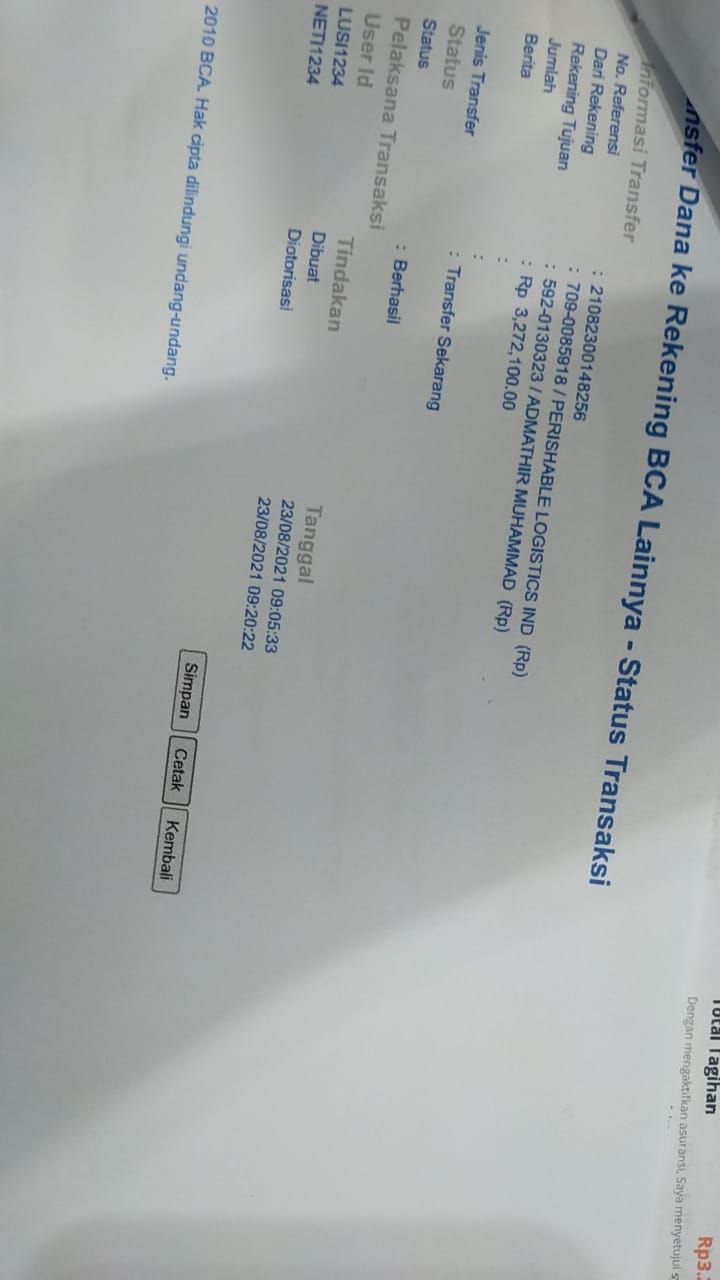 nsfer Dana ke Rekening BCA Lainnya - Status Transaksi
Informasi Transfer
No. Referensi : 21082300148256
Dari Rekening : 709-0085918 / PERISHABLE LOGISTICS IND (Rp)
Rekening Tujuan : 592-0130323 / ADMATHIR MUHAMMAD (Rp)
Jumlah : Rp 3,272,100.00
Berita :
:
Jenis Transfer : Transfer Sekarang
Status
Status : Berhasil
Pelaksana Transaksi
User Id Tindakan Tanggal
LUSI1234 Dibuat 23/08/2021 09:05:33
NETI1234 Diotorisasi 23/08/2021 09:20:22
Simpan Cetak Kembali
2010 BCA. Hak cipta dilindungi undang-undang.
Total Tagihan Rp3.
Dengan mengaktifkan asuransi, Saya menyetujui